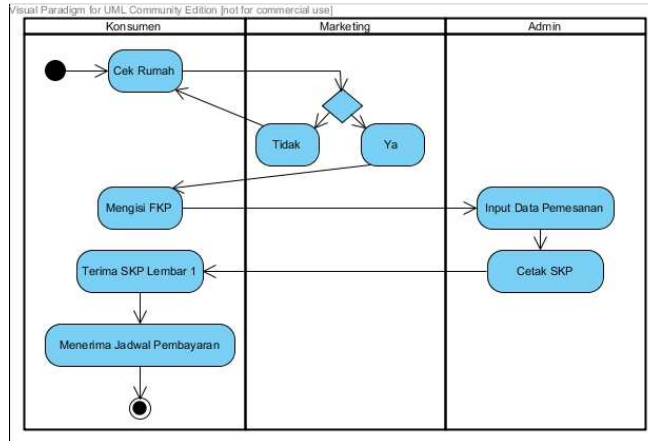 Visual Paradigm for UML Community Edition [not for commercial use]
Konsumen
Marketing
Admin
Cek Rumah
Tidak
Ya
Mengisi FKP
Input Data Pemesanan
Terima SKP Lembar 1
Cetak SKP
Menerima Jadwal Pembayaran